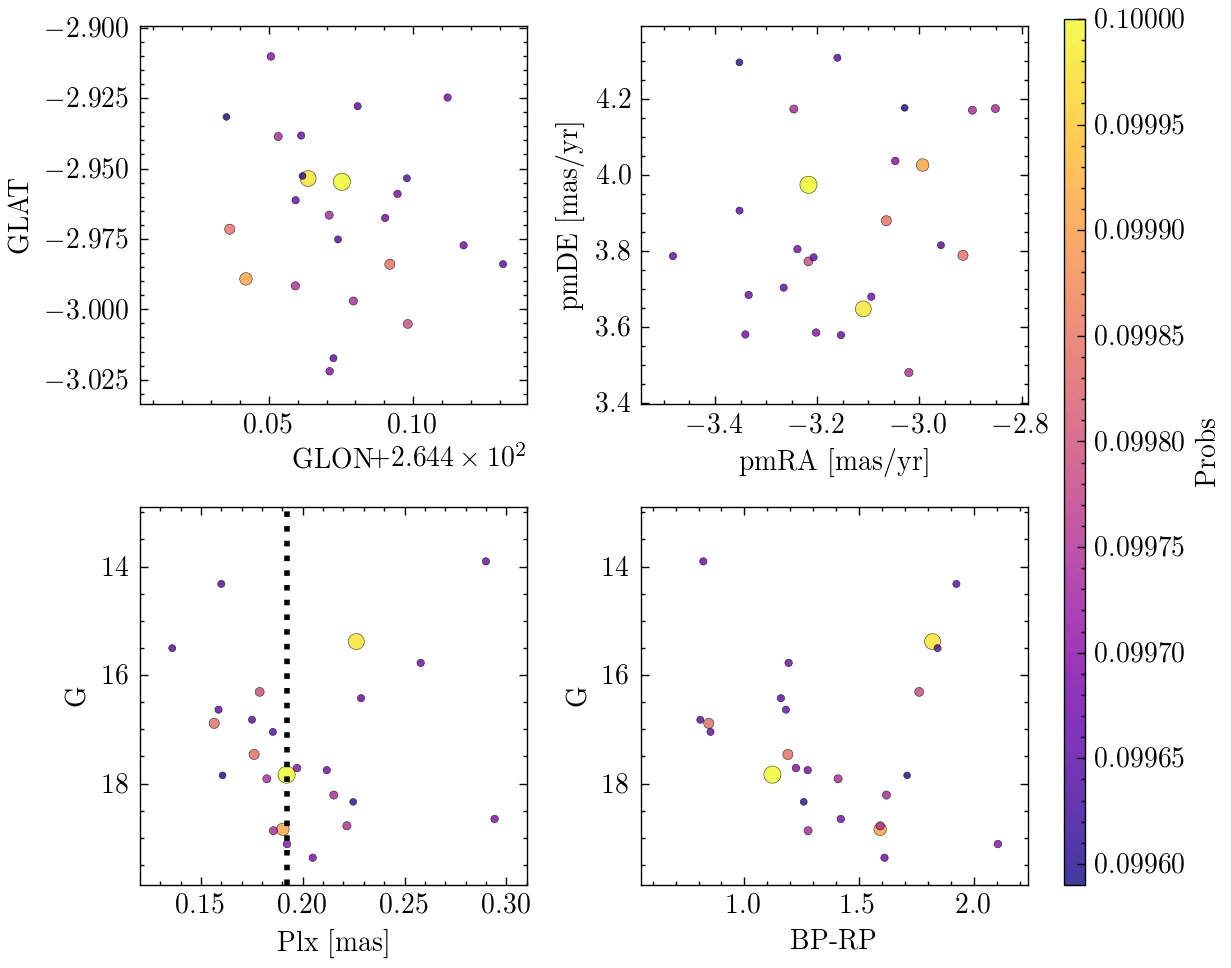 −2.900
−2.925
−2.950
−2.975
−3.000
−3.025
GLAT
0.05 0.10
GLON+2.644 × 10²
4.2
4.0
3.8
3.6
3.4
pmDE [mas/yr]
−3.4 −3.2 −3.0 −2.8
pmRA [mas/yr]
14
16
18
G
0.15 0.20 0.25 0.30
Plx [mas]
14
16
18
G
1.0 1.5 2.0
BP-RP
0.10000
0.09995
0.09990
0.09985
0.09980
0.09975
0.09970
0.09965
0.09960
Probs